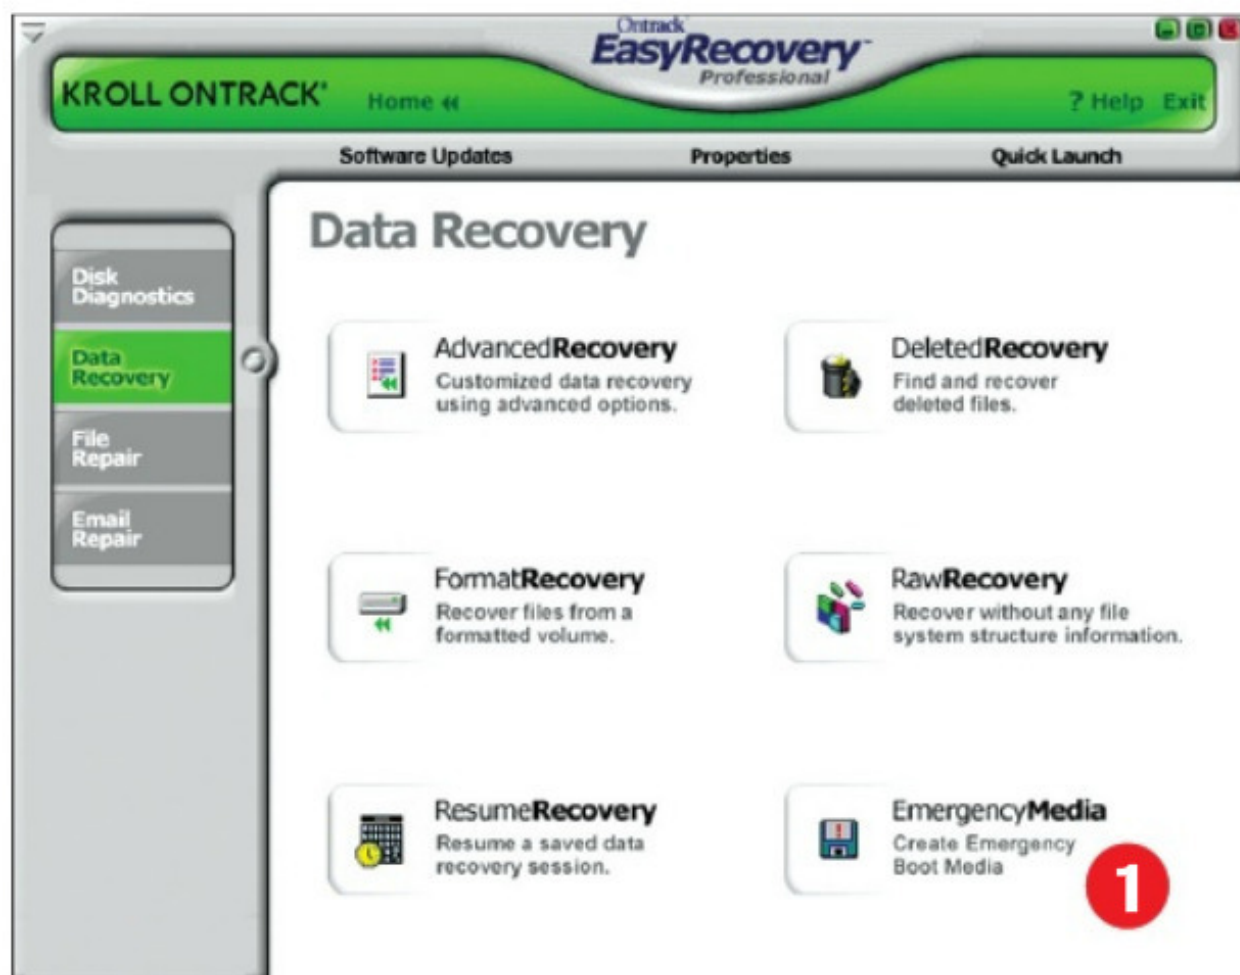 Ontrack
EasyRecovery™
Professional
KROLL ONTRACK®
Home
? Help Exit
Software Updates Properties Quick Launch
Data Recovery
Disk
Diagnostics
Data
Recovery
File
Repair
Email
Repair
AdvancedRecovery
Customized data recovery
using advanced options.
DeletedRecovery
Find and recover
deleted files.
FormatRecovery
Recover files from a
formatted volume.
RawRecovery
Recover without any file
system structure information.
ResumeRecovery
Resume a saved data
recovery session.
EmergencyMedia
Create Emergency
Boot Media
1